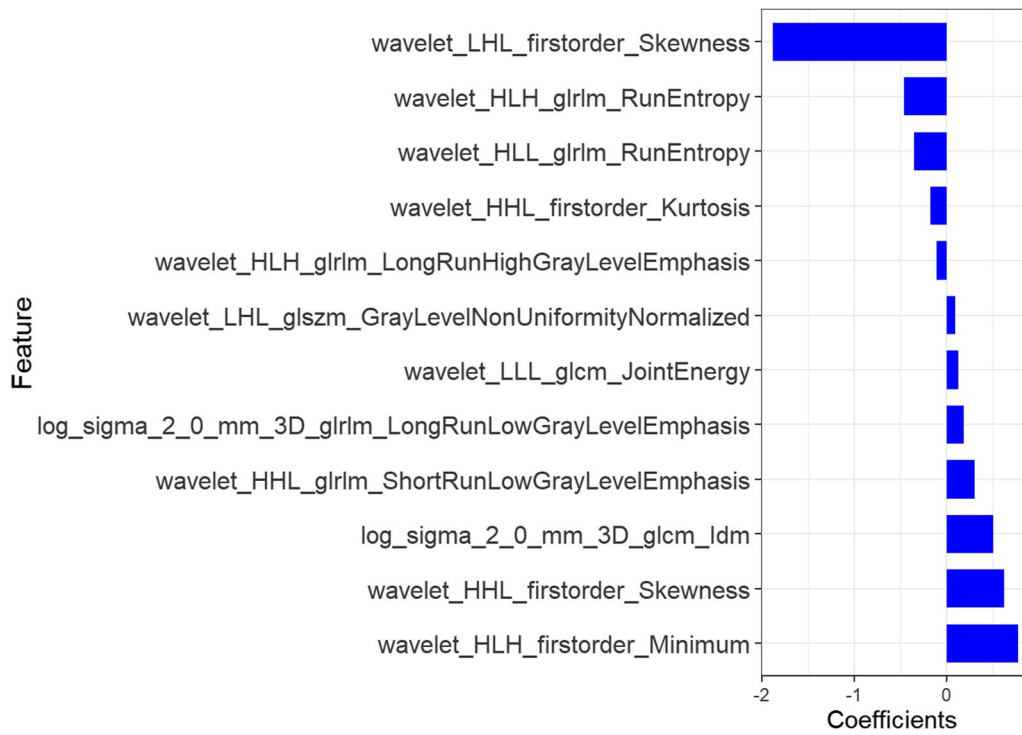 wavelet_LHL_firstorder_Skewness
wavelet_HLH_glrlm_RunEntropy
wavelet_HLL_glrlm_RunEntropy
wavelet_HHL_firstorder_Kurtosis
wavelet_HLH_glrlm_LongRunHighGrayLevelEmphasis
wavelet_LHL_glszm_GrayLevelNonUniformityNormalized
wavelet_LLL_glcm_JointEnergy
log_sigma_2_0_mm_3D_glrlm_LongRunLowGrayLevelEmphasis
wavelet_HHL_glrlm_ShortRunLowGrayLevelEmphasis
log_sigma_2_0_mm_3D_glcm_Idm
wavelet_HHL_firstorder_Skewness
wavelet_HLH_firstorder_Minimum
Feature
-2 -1 0
Coefficients